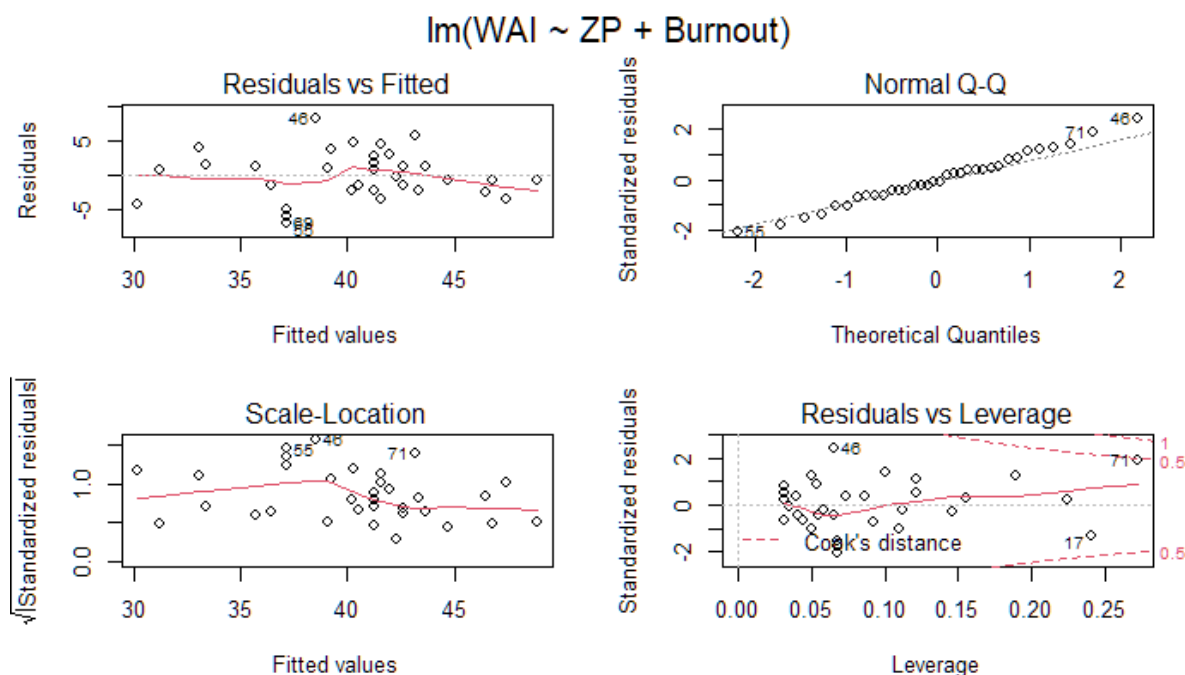 lm(WAI ~ ZP + Burnout)
Residuals vs Fitted
Residuals
5
-5
46
69
55
30 35 40 45
Fitted values
Normal Q-Q
Standardized residuals
2
0
-2
46
71
55
-2 -1 0 1 2
Theoretical Quantiles
Scale-Location
√|Standardized residuals|
1.0
0.0
55
46
71
30 35 40 45
Fitted values
Residuals vs Leverage
Standardized residuals
2
0
-2
46
71
17
1
0.5
0.5
Cook's distance
0.00 0.05 0.10 0.15 0.20 0.25
Leverage